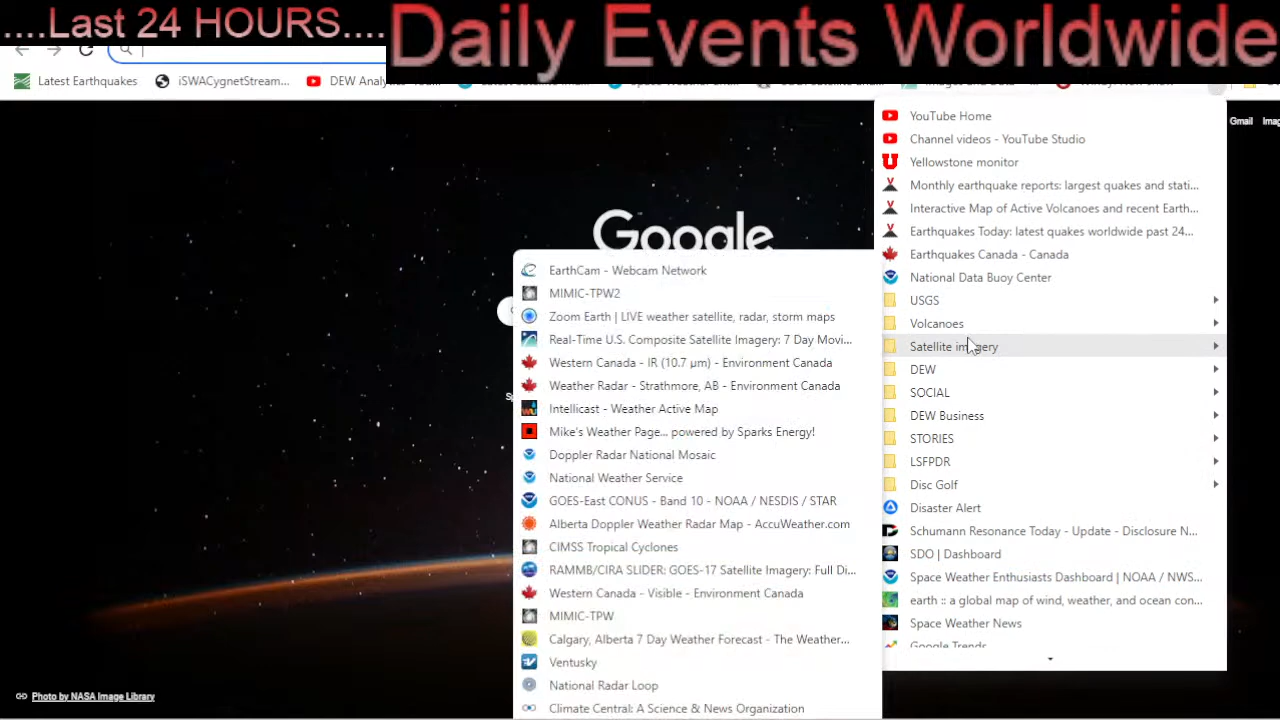 ....Last 24 HOURS....
Daily Events Worldwide
Latest Earthquakes
iSWACygnetStream...
DEW Analy
Gmail
Imag
Google
YouTube Home
Channel videos - YouTube Studio
Yellowstone monitor
Monthly earthquake reports: largest quakes and stati...
Interactive Map of Active Volcanoes and recent Earth...
Earthquakes Today: latest quakes worldwide past 24...
Earthquakes Canada - Canada
National Data Buoy Center
USGS
Volcanoes
Satellite imagery
DEW
SOCIAL
DEW Business
STORIES
LSFPDR
Disc Golf
Disaster Alert
Schumann Resonance Today - Update - Disclosure N...
SDO | Dashboard
Space Weather Enthusiasts Dashboard | NOAA / NWS...
earth :: a global map of wind, weather, and ocean con...
Space Weather News
Google Trends
EarthCam - Webcam Network
MIMIC-TPW2
Zoom Earth | LIVE weather satellite, radar, storm maps
Real-Time U.S. Composite Satellite Imagery: 7 Day Movi...
Western Canada - IR (10.7 µm) - Environment Canada
Weather Radar - Strathmore, AB - Environment Canada
Intellicast - Weather Active Map
Mike's Weather Page... powered by Sparks Energy!
Doppler Radar National Mosaic
National Weather Service
GOES-East CONUS - Band 10 - NOAA / NESDIS / STAR
Alberta Doppler Weather Radar Map - AccuWeather.com
CIMSS Tropical Cyclones
RAMMB/CIRA SLIDER: GOES-17 Satellite Imagery: Full Di...
Western Canada - Visible - Environment Canada
MIMIC-TPW
Calgary, Alberta 7 Day Weather Forecast - The Weather...
Ventusky
National Radar Loop
Climate Central: A Science & News Organization
Photo by NASA Image Library